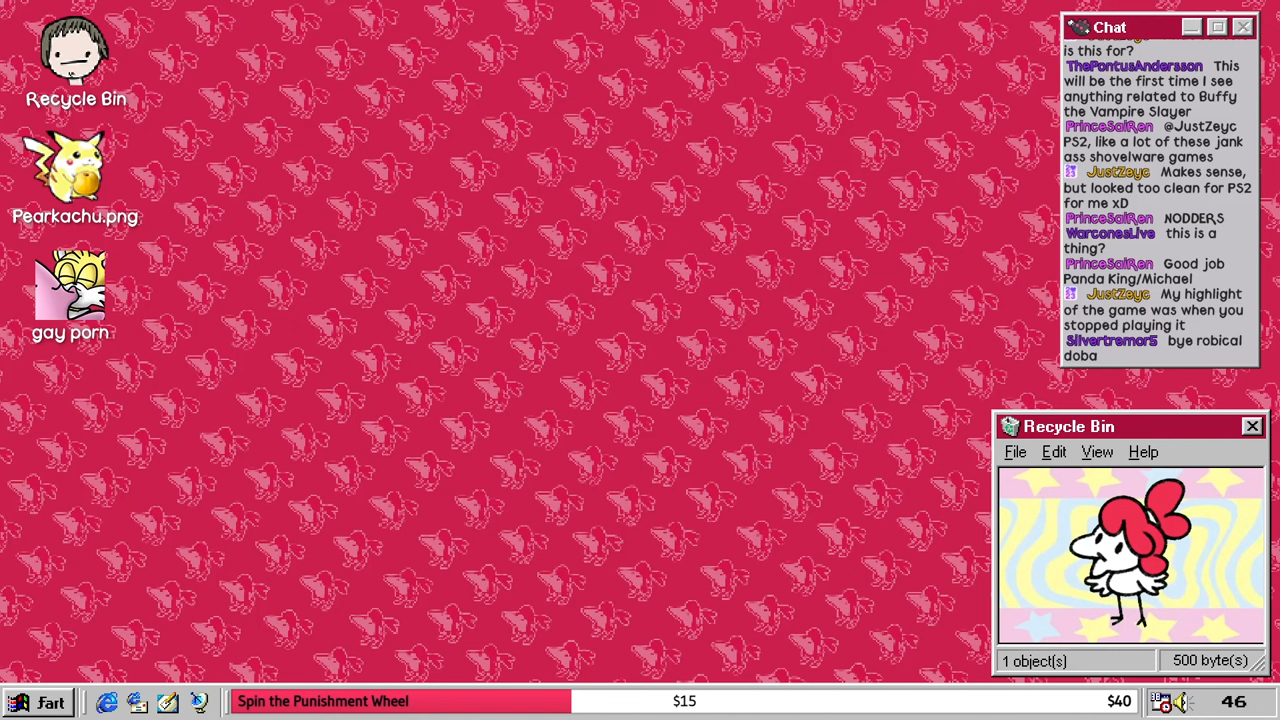 Recycle Bin
Pearkachu.png
gay porn
Chat
is this for?
ThePontusAndersson This
will be the first time I see
anything related to Buffy
the Vampire Slayer
PrinceSaiRen @JustZeyc
PS2, like a lot of these jank
ass shovelware games
JustZeyc Makes sense,
but looked too clean for PS2
for me xD
PrinceSaiRen NODDERS
WarconesLive this is a
thing?
PrinceSaiRen Good job
Panda King/Michael
JustZeyc My highlight
of the game was when you
stopped playing it
Silvertremor5 bye robical
doba
Recycle Bin
File Edit View Help
1 object(s) 500 byte(s)
fart
Spin the Punishment Wheel $15 $40
46